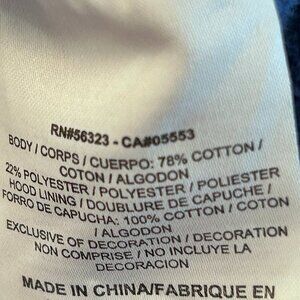 RN#56323 - CA#05553
BODY / CORPS / CUERPO: 78% COTTON /
COTON / ALGODON
22% POLYESTER / POLYESTER / POLIESTER
HOOD LINING / DOUBLURE DE CAPUCHE /
FORRO DE CAPUCHA: 100% COTTON / COTON
/ ALGODON
EXCLUSIVE OF DECORATION / DECORATION
NON COMPRISE / NO INCLUYE LA
DECORACION
MADE IN CHINA/FABRIQUE EN